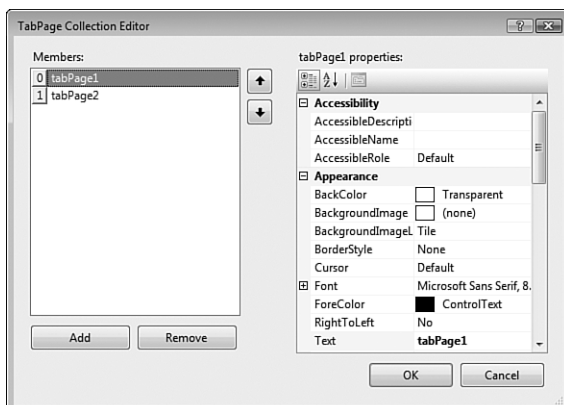 TabPage Collection Editor
Members:
0 tabPage1
1 tabPage2
Add
Remove
tabPage1 properties:
Accessibility
AccessibleDescripti
AccessibleName
AccessibleRole Default
Appearance
BackColor Transparent
BackgroundImage (none)
BackgroundImageL Tile
BorderStyle None
Cursor Default
Font Microsoft Sans Serif, 8.
ForeColor ControlText
RightToLeft No
Text tabPage1
OK
Cancel